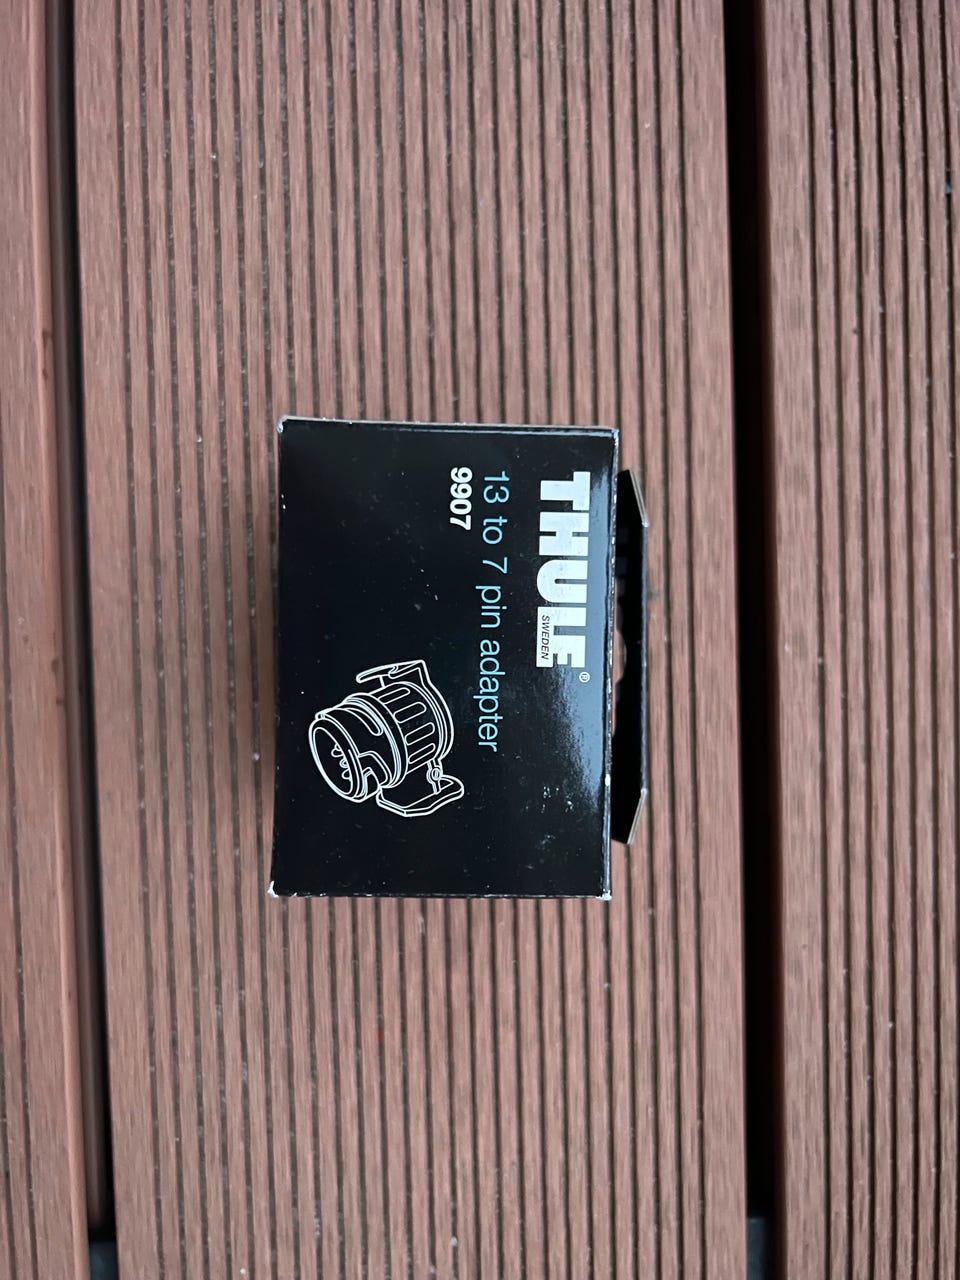 THULE®
SWEDEN
13 to 7 pin adapter
9907